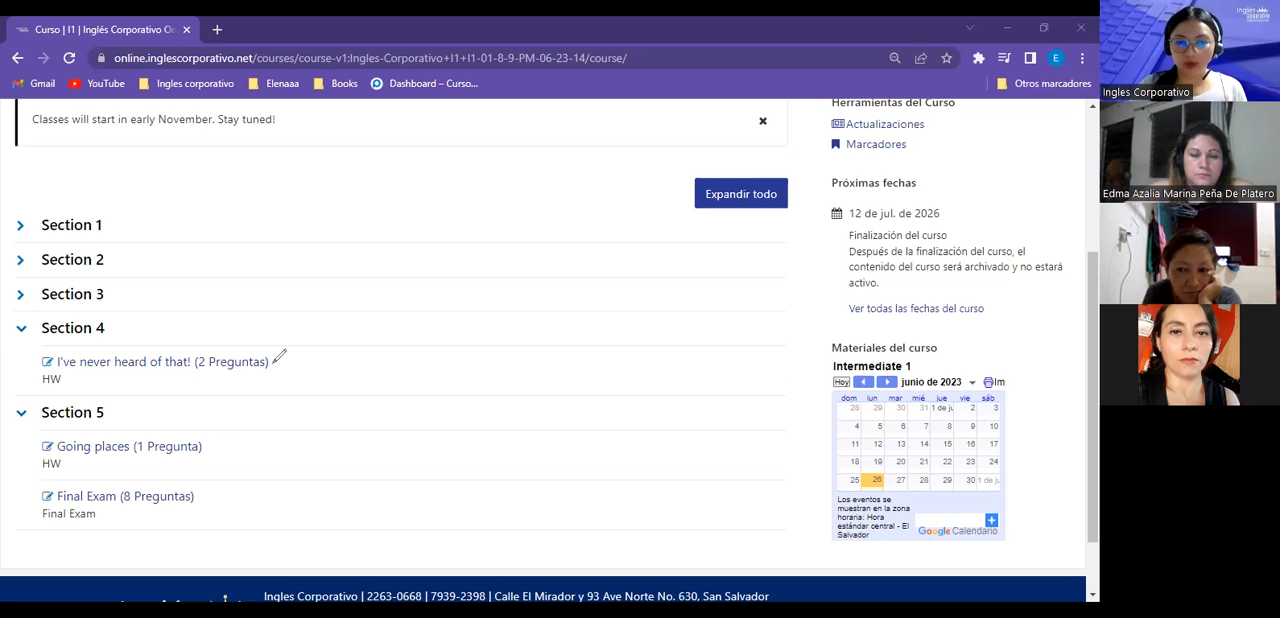 Curso | I1 | Inglés Corporativo O
online.inglescorporativo.net/courses/course-v1:Ingles-Corporativo+I1+I1-01-8-9-PM-06-23-14/course/
E
Gmail
YouTube
Ingles corporativo
Elenaaa
Books
Dashboard – Curso...
Otros marcadores
Classes will start in early November. Stay tuned!
Expandir todo
Section 1
Section 2
Section 3
Section 4
I've never heard of that! (2 Preguntas)
HW
Section 5
Going places (1 Pregunta)
HW
Final Exam (8 Preguntas)
Final Exam
Herramientas del Curso
Actualizaciones
Marcadores
Próximas fechas
12 de jul. de 2026
Finalización del curso
Después de la finalización del curso, el
contenido del curso será archivado y no estará
activo.
Ver todas las fechas del curso
Materiales del curso
Intermediate 1
Hoy junio de 2023 Im
dom lun mar mié jue vie sáb
28 29 30 31 1 de ju 2 3
4 5 6 7 8 9 10
11 12 13 14 15 16 17
18 19 20 21 22 23 24
25 26 27 28 29 30 1 de ju
Los eventos se
muestran en la zona
horaria: Hora
estándar central - El
Salvador
Google Calendario
Ingles Corporativo | 2263-0668 | 7939-2398 | Calle El Mirador y 93 Ave Norte No. 630, San Salvador
inglés
Ingles Corporativo
Edma Azalia Marina Peña De Platero